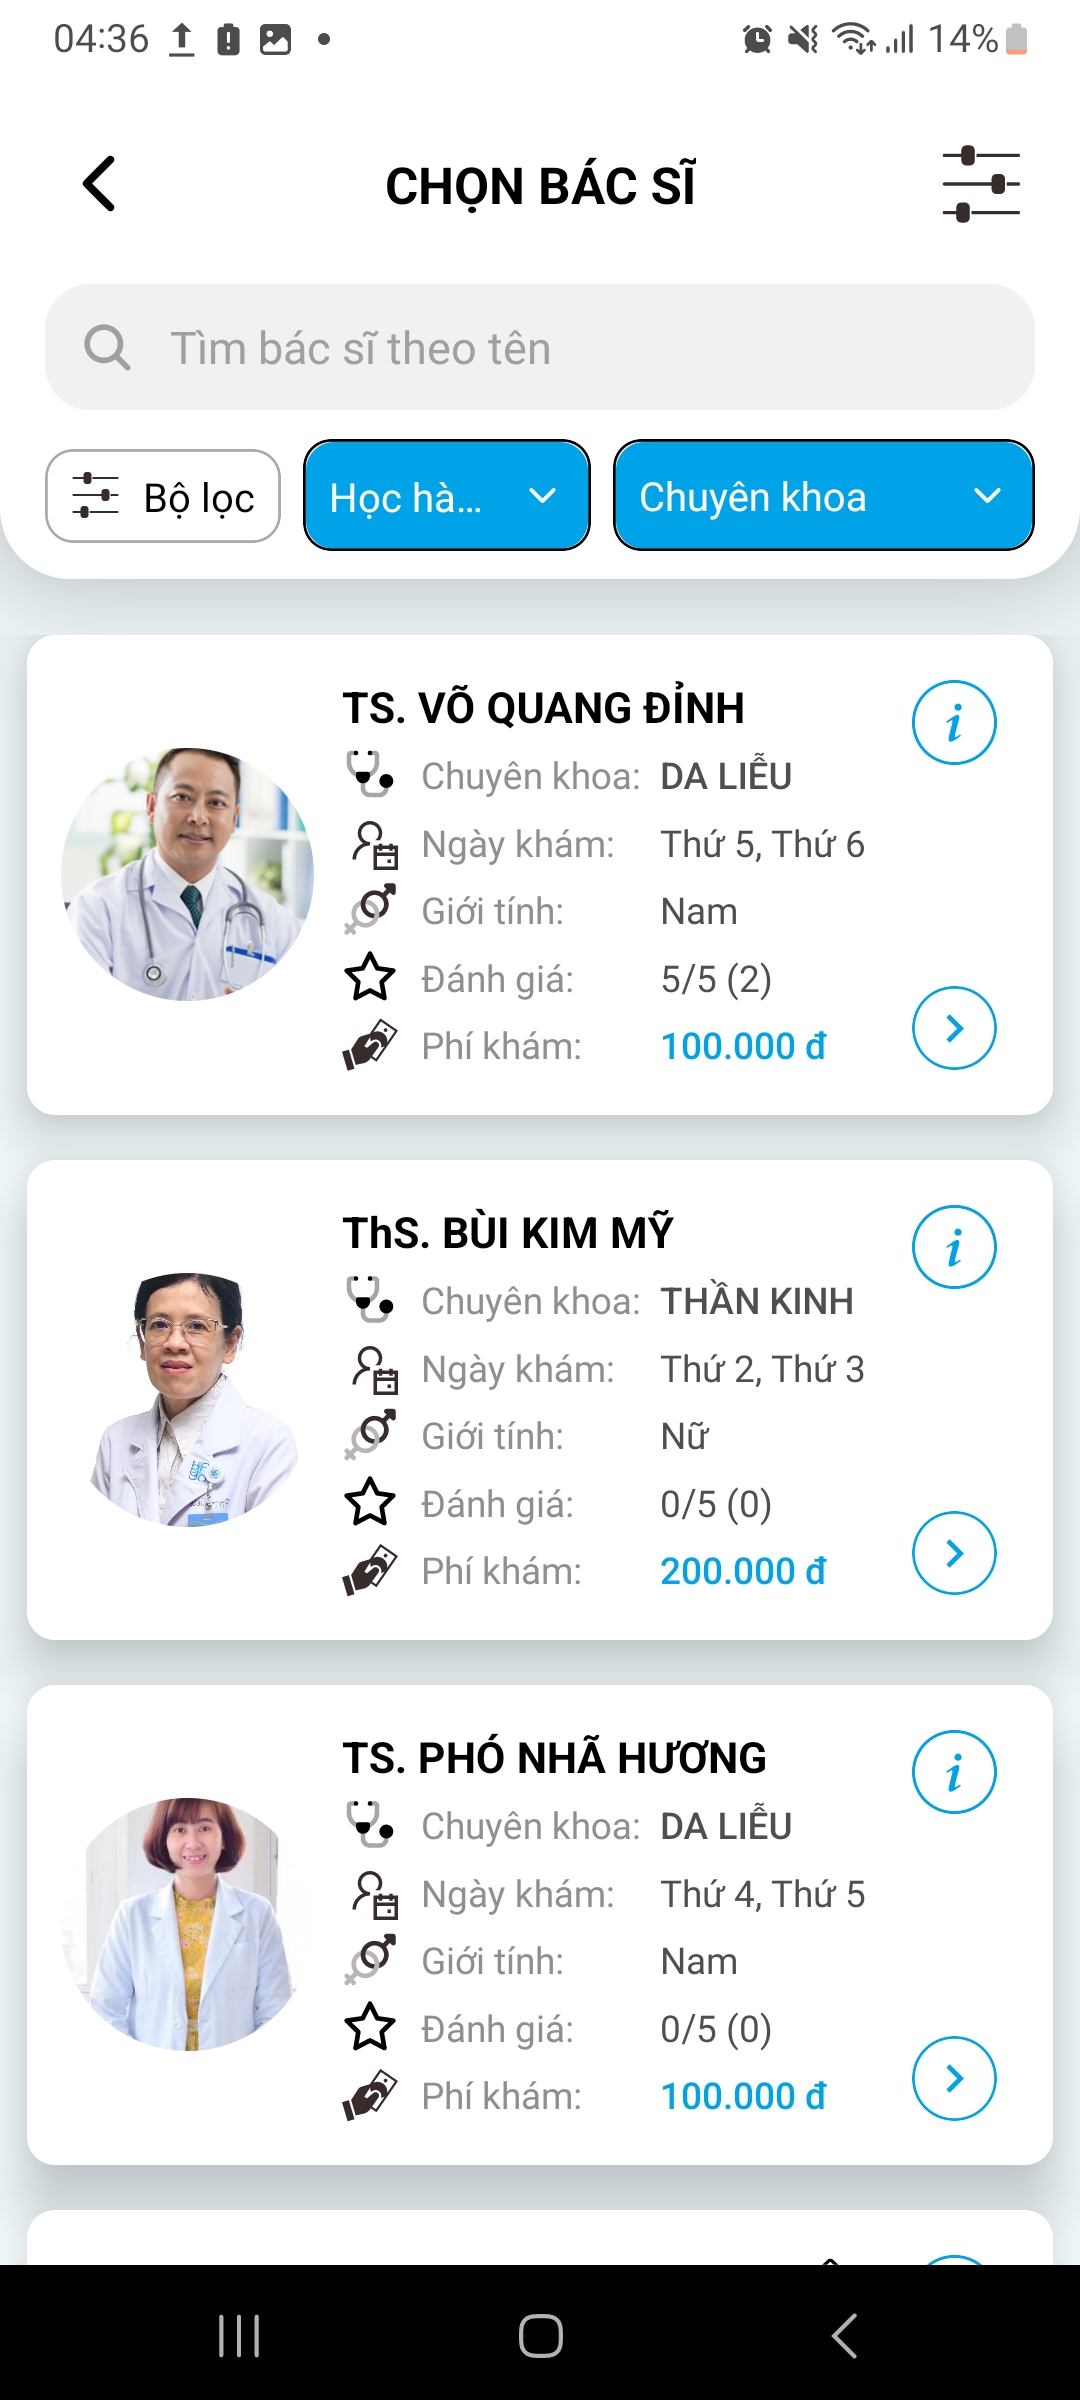 04:36
14%
CHỌN BÁC SĨ
Tìm bác sĩ theo tên
Bộ lọc
Học hà...
Chuyên khoa
TS. VÕ QUANG ĐỈNH
Chuyên khoa: DA LIỄU
Ngày khám: Thứ 5, Thứ 6
Giới tính: Nam
Đánh giá: 5/5 (2)
Phí khám: 100.000 đ
ThS. BÙI KIM MỸ
Chuyên khoa: THẦN KINH
Ngày khám: Thứ 2, Thứ 3
Giới tính: Nữ
Đánh giá: 0/5 (0)
Phí khám: 200.000 đ
TS. PHÓ NHÃ HƯƠNG
Chuyên khoa: DA LIỄU
Ngày khám: Thứ 4, Thứ 5
Giới tính: Nam
Đánh giá: 0/5 (0)
Phí khám: 100.000 đ